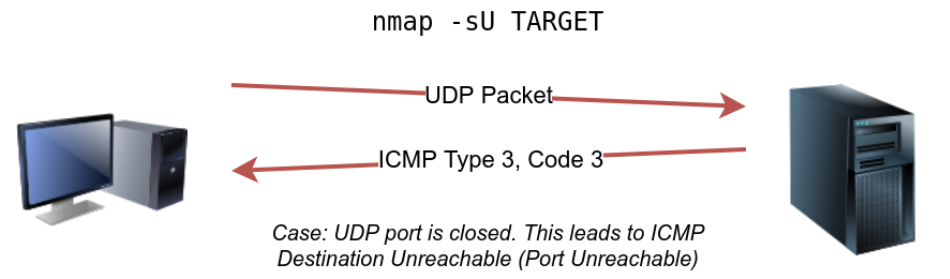 nmap -sU TARGET
UDP Packet
ICMP Type 3, Code 3
Case: UDP port is closed. This leads to ICMP
Destination Unreachable (Port Unreachable)